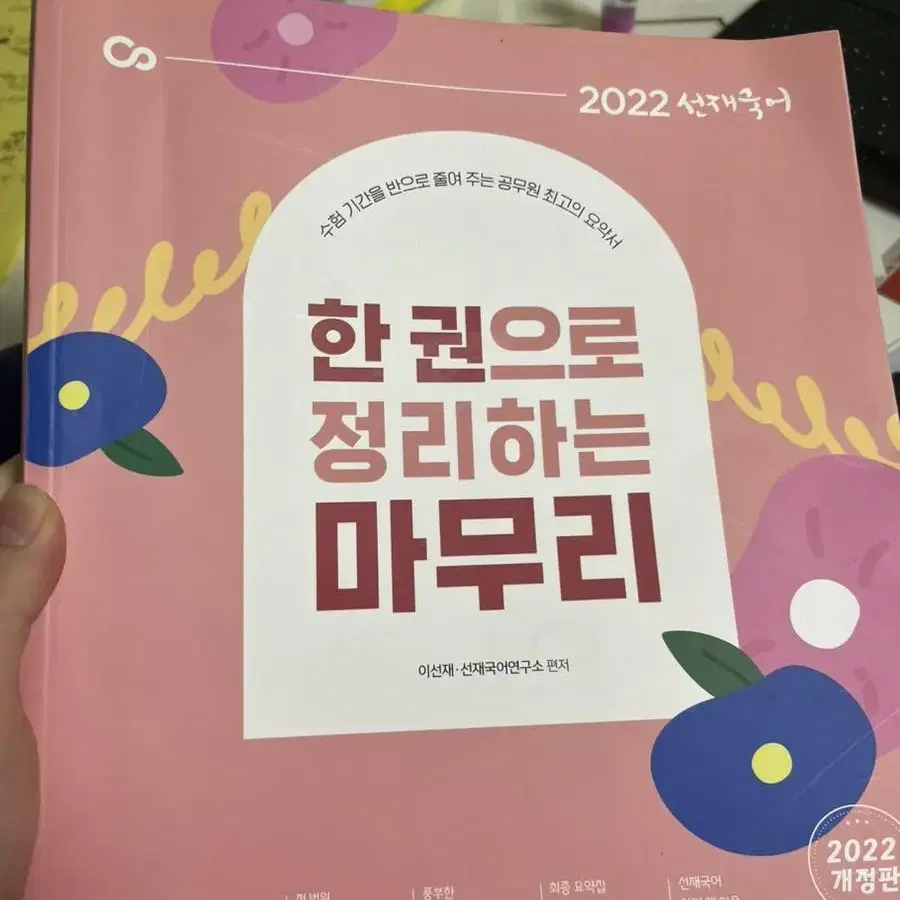 2022 선재국어
수험 기간을 반으로 줄여 주는 공무원 최고의 요약서
한 권으로
정리하는
마무리
이선재·선재국어연구소 편저
2022
개정판
풍부한
최종 요약집
선재국어